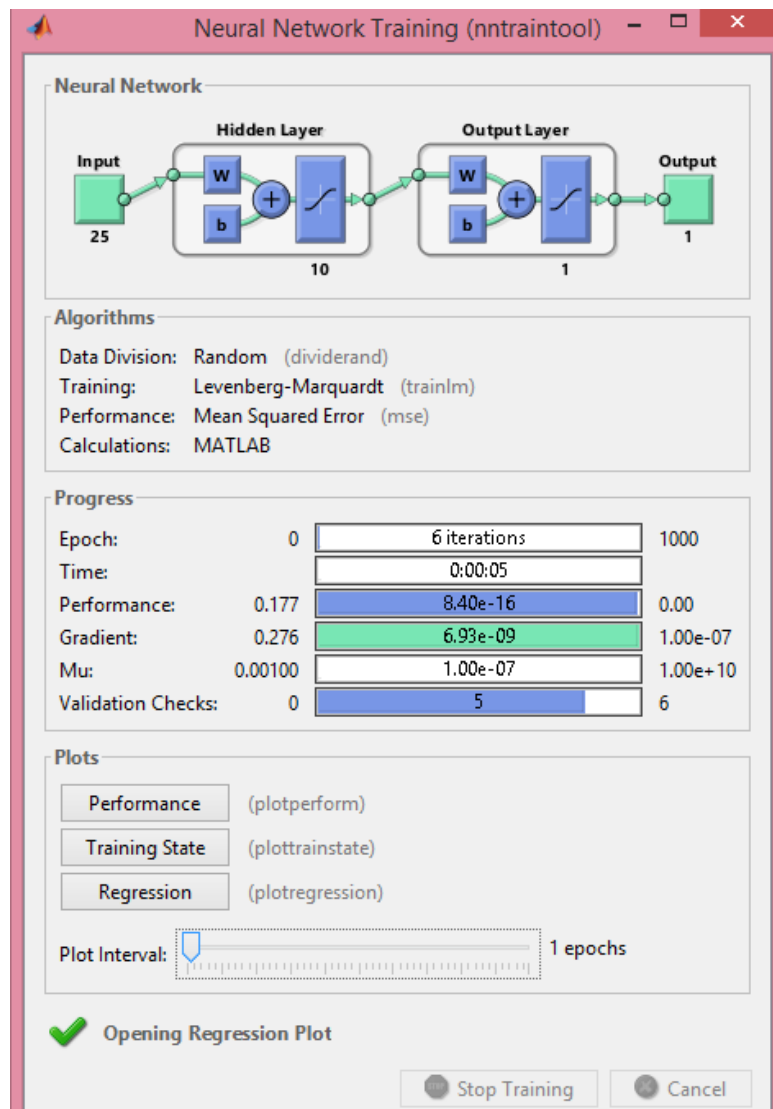 Neural Network Training (nntraintool)
Neural Network
Hidden Layer Output Layer
Input Output
W W
+ +
b b
25 1
10 1
Algorithms
Data Division: Random (dividerand)
Training: Levenberg-Marquardt (trainlm)
Performance: Mean Squared Error (mse)
Calculations: MATLAB
Progress
Epoch: 0 6 iterations 1000
Time: 0:00:05
Performance: 0.177 8.40e-16 0.00
Gradient: 0.276 6.93e-09 1.00e-07
Mu: 0.00100 1.00e-07 1.00e+10
Validation Checks: 0 5 6
Plots
Performance (plotperform)
Training State (plottrainstate)
Regression (plotregression)
Plot Interval: 1 epochs
Opening Regression Plot
Stop Training Cancel